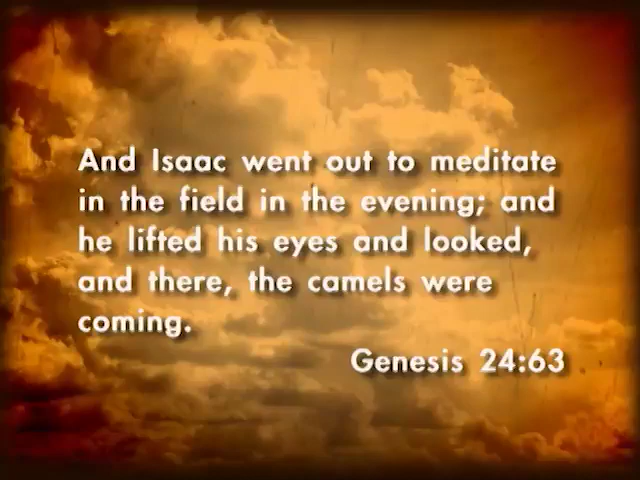 And Isaac went out to meditate
in the field in the evening; and
he lifted his eyes and looked,
and there, the camels were
coming.
Genesis 24:63